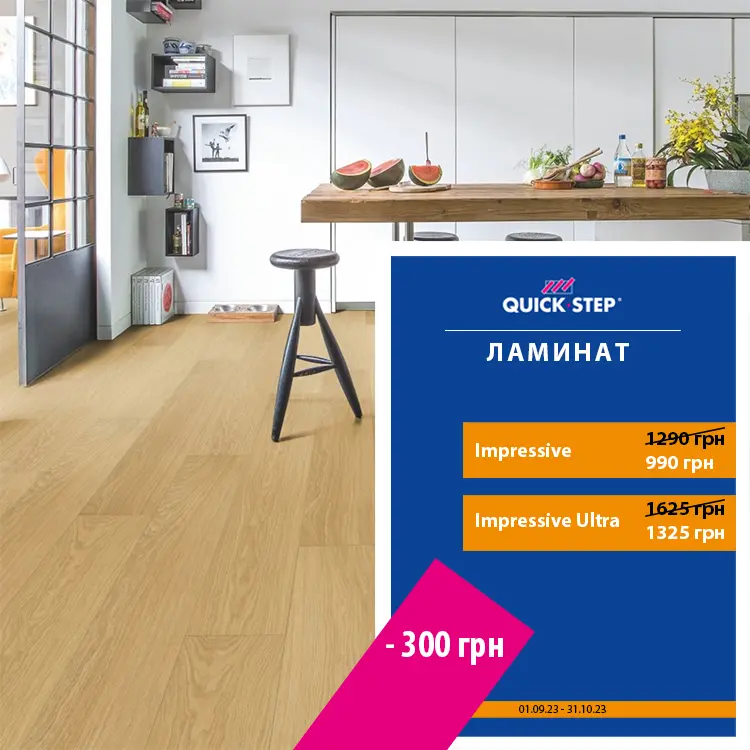 QUICK•STEP®
ЛАМИНАТ
Impressive
1290 грн
990 грн
Impressive Ultra
1625 грн
1325 грн
- 300 грн
01.09.23 - 31.10.23